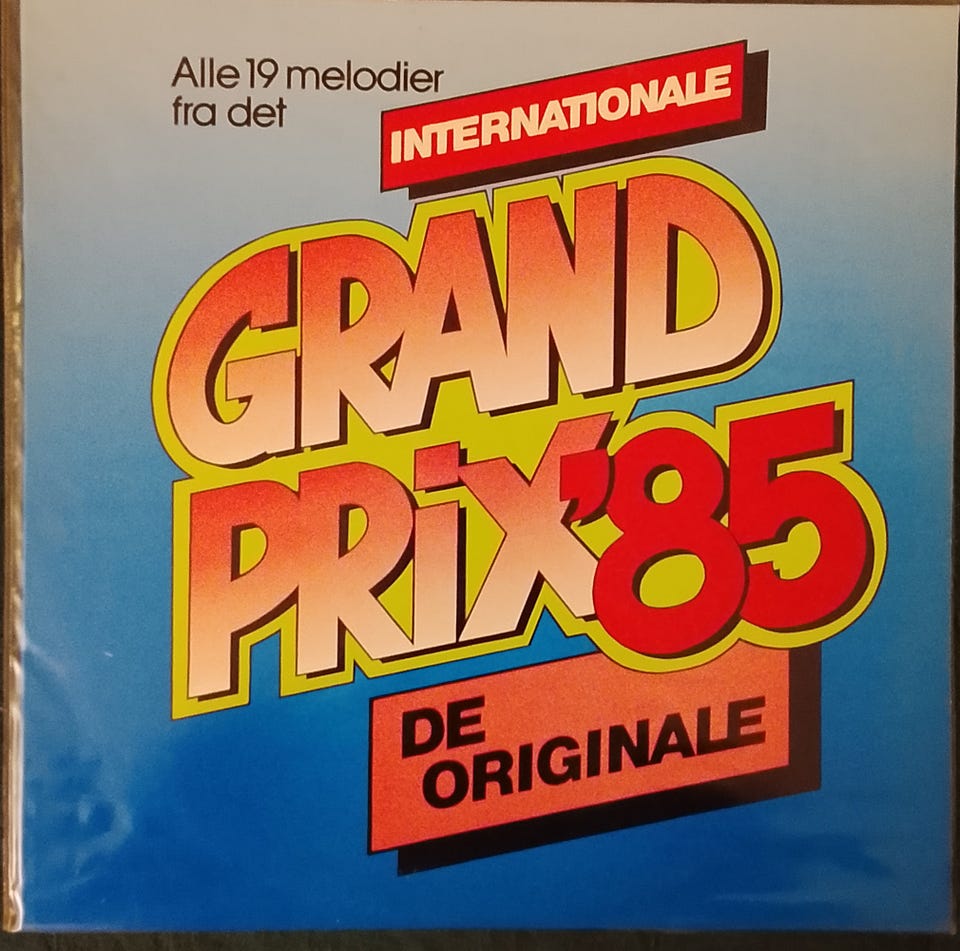 Alle 19 melodier
fra det
INTERNATIONALE
GRAND
PRiX '85
DE
ORIGINALE